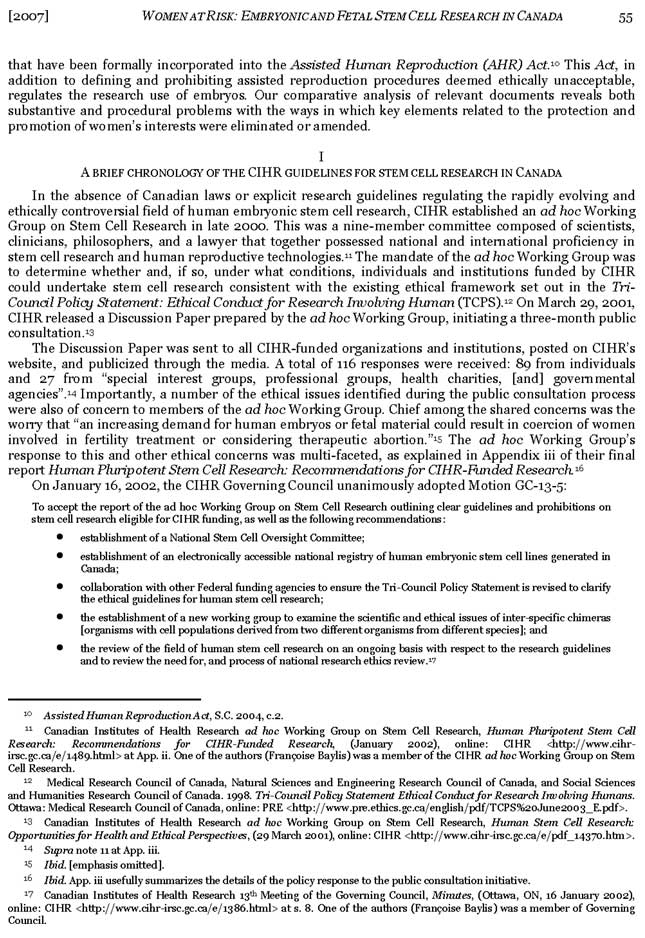 [2007] WOMEN AT RISK: EMBRYONIC AND FETAL STEM CELL RESEARCH IN CANADA 55
that have been formally incorporated into the Assisted Human Reproduction (AHR) Act.¹⁰ This Act, in
addition to defining and prohibiting assisted reproduction procedures deemed ethically unacceptable,
regulates the research use of embryos. Our comparative analysis of relevant documents reveals both
substantive and procedural problems with the ways in which key elements related to the protection and
promotion of women's interests were eliminated or amended.
I
A BRIEF CHRONOLOGY OF THE CIHR GUIDELINES FOR STEM CELL RESEARCH IN CANADA
In the absence of Canadian laws or explicit research guidelines regulating the rapidly evolving and
ethically controversial field of human embryonic stem cell research, CIHR established an ad hoc Working
Group on Stem Cell Research in late 2000. This was a nine-member committee composed of scientists,
clinicians, philosophers, and a lawyer that together possessed national and international proficiency in
stem cell research and human reproductive technologies.¹¹ The mandate of the ad hoc Working Group was
to determine whether and, if so, under what conditions, individuals and institutions funded by CIHR
could undertake stem cell research consistent with the existing ethical framework set out in the Tri-
Council Policy Statement: Ethical Conduct for Research Involving Human (TCPS).¹² On March 29, 2001,
CIHR released a Discussion Paper prepared by the ad hoc Working Group, initiating a three-month public
consultation.¹³
The Discussion Paper was sent to all CIHR-funded organizations and institutions, posted on CIHR's
website, and publicized through the media. A total of 116 responses were received: 89 from individuals
and 27 from "special interest groups, professional groups, health charities, [and] governmental
agencies".¹⁴ Importantly, a number of the ethical issues identified during the public consultation process
were also of concern to members of the ad hoc Working Group. Chief among the shared concerns was the
worry that "an increasing demand for human embryos or fetal material could result in coercion of women
involved in fertility treatment or considering therapeutic abortion."¹⁵ The ad hoc Working Group's
response to this and other ethical concerns was multi-faceted, as explained in Appendix iii of their final
report Human Pluripotent Stem Cell Research: Recommendations for CIHR-Funded Research.¹⁶
On January 16, 2002, the CIHR Governing Council unanimously adopted Motion GC-13-5:
To accept the report of the ad hoc Working Group on Stem Cell Research outlining clear guidelines and prohibitions on
stem cell research eligible for CIHR funding, as well as the following recommendations:
● establishment of a National Stem Cell Oversight Committee;
● establishment of an electronically accessible national registry of human embryonic stem cell lines generated in
Canada;
● collaboration with other Federal funding agencies to ensure the Tri-Council Policy Statement is revised to clarify
the ethical guidelines for human stem cell research;
● the establishment of a new working group to examine the scientific and ethical issues of inter-specific chimeras
[organisms with cell populations derived from two different organisms from different species]; and
● the review of the field of human stem cell research on an ongoing basis with respect to the research guidelines
and to review the need for, and process of national research ethics review.¹⁷
¹⁰ Assisted Human Reproduction Act, S.C. 2004, c.2.
¹¹ Canadian Institutes of Health Research ad hoc Working Group on Stem Cell Research, Human Pluripotent Stem Cell
Research: Recommendations for CIHR-Funded Research, (January 2002), online: CIHR <http://www.cihr-
irsc.gc.ca/e/1489.html> at App. ii. One of the authors (Françoise Baylis) was a member of the CIHR ad hoc Working Group on Stem
Cell Research.
¹² Medical Research Council of Canada, Natural Sciences and Engineering Research Council of Canada, and Social Sciences
and Humanities Research Council of Canada. 1998. Tri-Council Policy Statement Ethical Conduct for Research Involving Humans.
Ottawa: Medical Research Council of Canada, online: PRE <http://www.pre.ethics.gc.ca/english/pdf/TCPS%20June2003_E.pdf>.
¹³ Canadian Institutes of Health Research ad hoc Working Group on Stem Cell Research, Human Stem Cell Research:
Opportunities for Health and Ethical Perspectives, (29 March 2001), online: CIHR <http://www.cihr-irsc.gc.ca/e/pdf_14370.htm>.
¹⁴ Supra note 11 at App. iii.
¹⁵ Ibid. [emphasis omitted].
¹⁶ Ibid. App. iii usefully summarizes the details of the policy response to the public consultation initiative.
¹⁷ Canadian Institutes of Health Research 13th Meeting of the Governing Council, Minutes, (Ottawa, ON, 16 January 2002),
online: CIHR <http://www.cihr-irsc.gc.ca/e/1386.html> at s. 8. One of the authors (Françoise Baylis) was a member of Governing
Council.